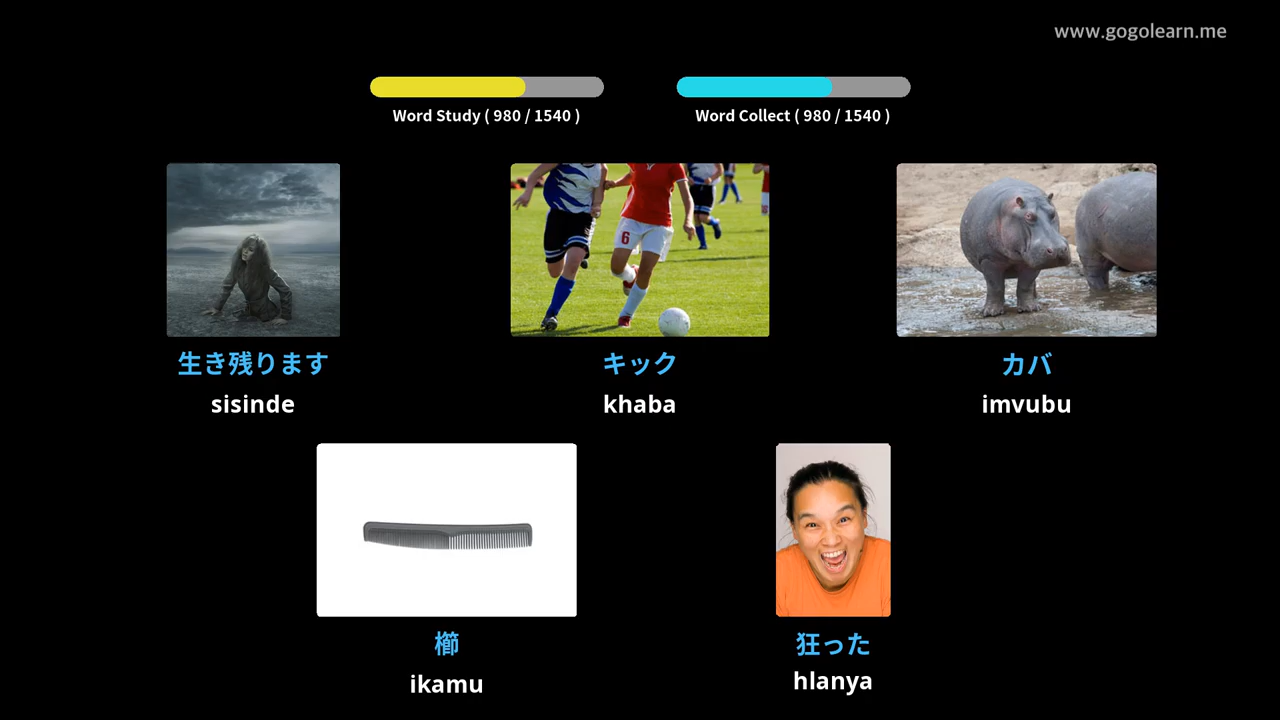 www.gogolearn.me
Word Study ( 980 / 1540 )
Word Collect ( 980 / 1540 )
生き残ります
sisinde
キック
khaba
カバ
imvubu
櫛
ikamu
狂った
hlanya
6